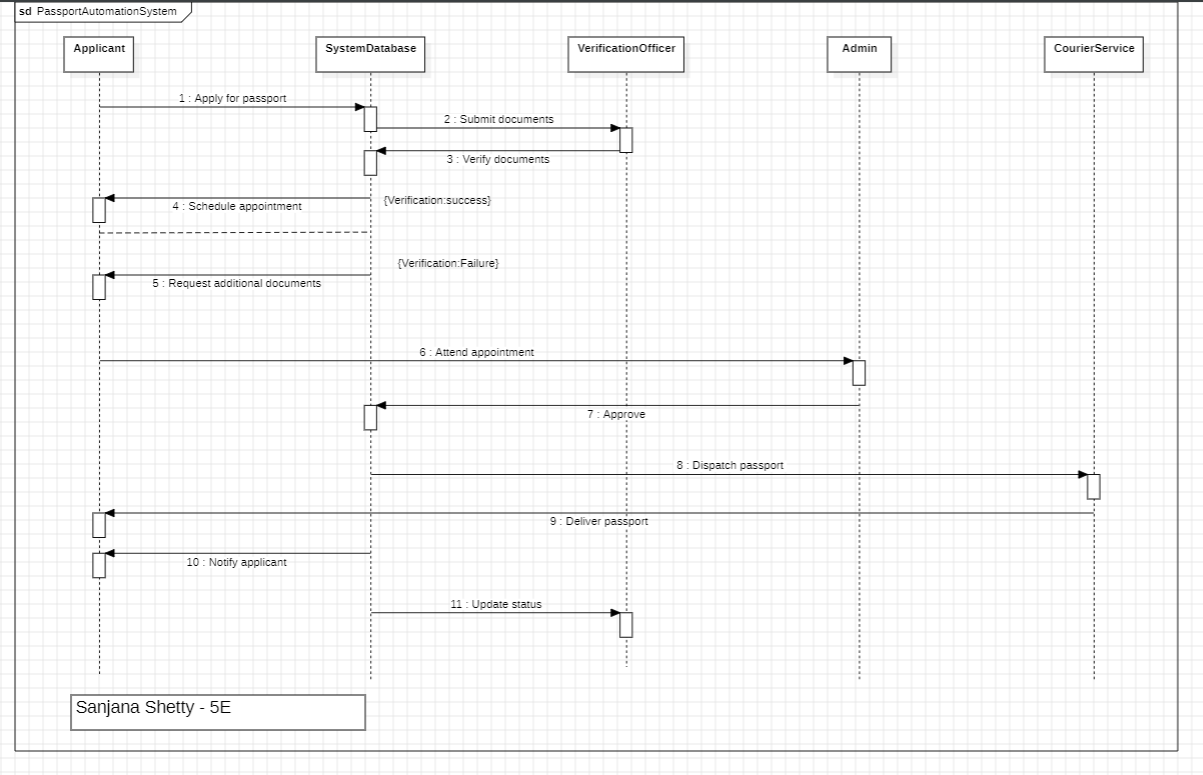 sd PassportAutomationSystem
Applicant
SystemDatabase
VerificationOfficer
Admin
CourierService
1 : Apply for passport
2 : Submit documents
3 : Verify documents
{Verification:success}
4 : Schedule appointment
{Verification:Failure}
5 : Request additional documents
6 : Attend appointment
7 : Approve
8 : Dispatch passport
9 : Deliver passport
10 : Notify applicant
11 : Update status
Sanjana Shetty - 5E